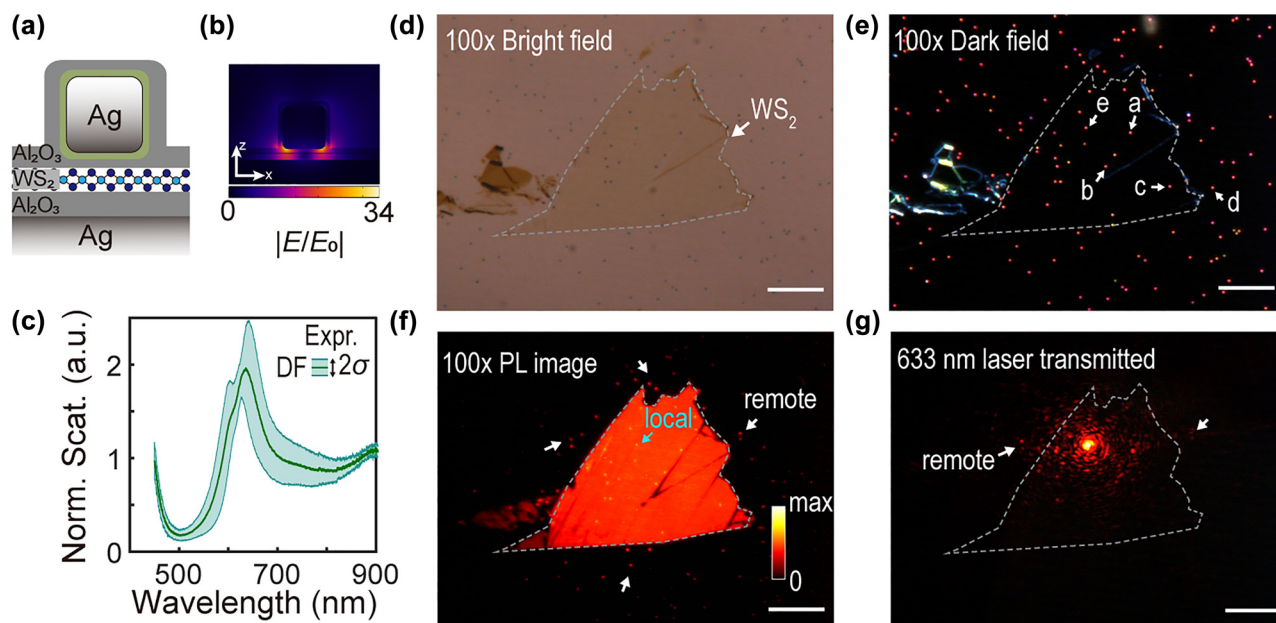 (a)
Ag
Al₂O₃
WS₂
Al₂O₃
Ag
(b)
z
x
0 34
|E/E₀|
(c)
Norm. Scat. (a.u.)
2
1
0
Expr.
DF 2σ
500 700 900
Wavelength (nm)
(d)
100x Bright field
WS₂
(e)
100x Dark field
e a
b c d
(f)
100x PL image
local
remote
max
0
(g)
633 nm laser transmitted
remote